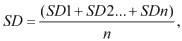 SD = (SD1 + SD2... + SDn) / n,